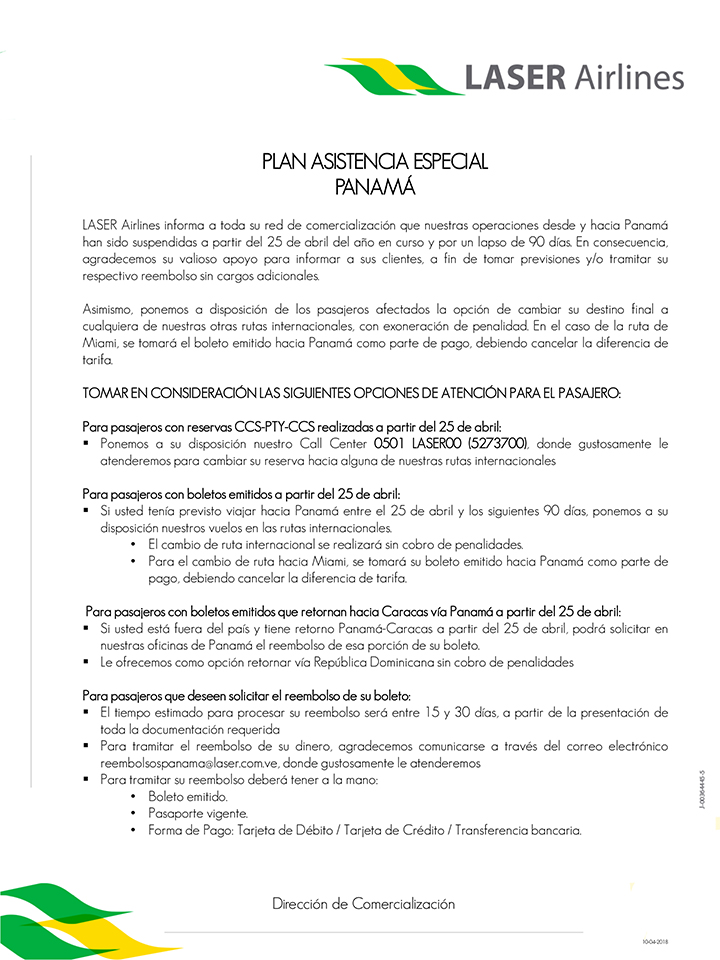 LASER Airlines
PLAN ASISTENCIA ESPECIAL
PANAMÁ
LASER Airlines informa a toda su red de comercialización que nuestras operaciones desde y hacia Panamá
han sido suspendidas a partir del 25 de abril del año en curso y por un lapso de 90 días. En consecuencia,
agradecemos su valioso apoyo para informar a sus clientes, a fin de tomar previsiones y/o tramitar su
respectivo reembolso sin cargos adicionales.
Asimismo, ponemos a disposición de los pasajeros afectados la opción de cambiar su destino final a
cualquiera de nuestras otras rutas internacionales, con exoneración de penalidad. En el caso de la ruta de
Miami, se tomará el boleto emitido hacia Panamá como parte de pago, debiendo cancelar la diferencia de
tarifa.
TOMAR EN CONSIDERACIÓN LAS SIGUIENTES OPCIONES DE ATENCIÓN PARA EL PASAJERO:
Para pasajeros con reservas CCS-PTY-CCS realizadas a partir del 25 de abril:
▪ Ponemos a su disposición nuestro Call Center 0501 LASER00 (5273700), donde gustosamente le
atenderemos para cambiar su reserva hacia alguna de nuestras rutas internacionales
Para pasajeros con boletos emitidos a partir del 25 de abril:
▪ Si usted tenía previsto viajar hacia Panamá entre el 25 de abril y los siguientes 90 días, ponemos a su
disposición nuestros vuelos en las rutas internacionales.
• El cambio de ruta internacional se realizará sin cobro de penalidades.
• Para el cambio de ruta hacia Miami, se tomará su boleto emitido hacia Panamá como parte de
pago, debiendo cancelar la diferencia de tarifa.
Para pasajeros con boletos emitidos que retornan hacia Caracas vía Panamá a partir del 25 de abril:
▪ Si usted está fuera del país y tiene retorno Panamá-Caracas a partir del 25 de abril, podrá solicitar en
nuestras oficinas de Panamá el reembolso de esa porción de su boleto.
▪ Le ofrecemos como opción retornar vía República Dominicana sin cobro de penalidades
Para pasajeros que deseen solicitar el reembolso de su boleto:
▪ El tiempo estimado para procesar su reembolso será entre 15 y 30 días, a partir de la presentación de
toda la documentación requerida
▪ Para tramitar el reembolso de su dinero, agradecemos comunicarse a través del correo electrónico
reembolsospanama@laser.com.ve, donde gustosamente le atenderemos
▪ Para tramitar su reembolso deberá tener a la mano:
• Boleto emitido.
• Pasaporte vigente.
• Forma de Pago: Tarjeta de Débito / Tarjeta de Crédito / Transferencia bancaria.
J-00364445-5
Dirección de Comercialización
10-04-2018